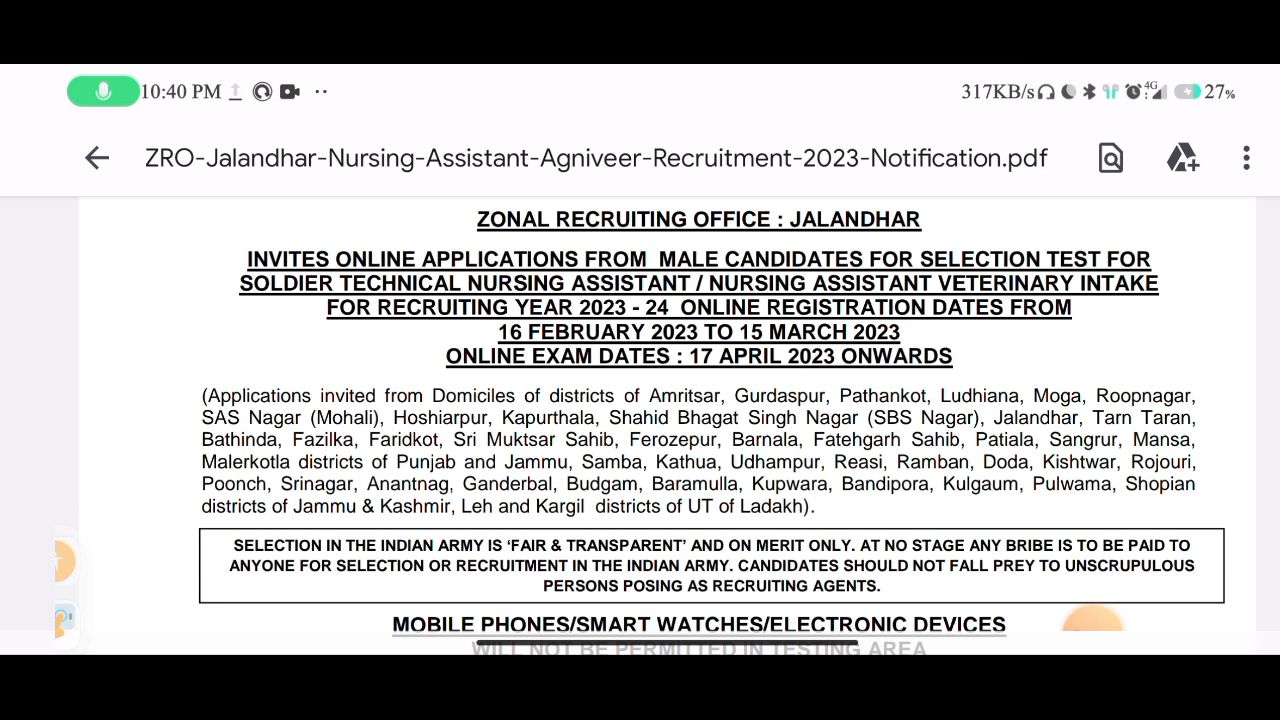 10:40 PM
317KB/s 4G 27%
ZRO-Jalandhar-Nursing-Assistant-Agniveer-Recruitment-2023-Notification.pdf
ZONAL RECRUITING OFFICE : JALANDHAR
INVITES ONLINE APPLICATIONS FROM MALE CANDIDATES FOR SELECTION TEST FOR
SOLDIER TECHNICAL NURSING ASSISTANT / NURSING ASSISTANT VETERINARY INTAKE
FOR RECRUITING YEAR 2023 - 24 ONLINE REGISTRATION DATES FROM
16 FEBRUARY 2023 TO 15 MARCH 2023
ONLINE EXAM DATES : 17 APRIL 2023 ONWARDS
(Applications invited from Domiciles of districts of Amritsar, Gurdaspur, Pathankot, Ludhiana, Moga, Roopnagar,
SAS Nagar (Mohali), Hoshiarpur, Kapurthala, Shahid Bhagat Singh Nagar (SBS Nagar), Jalandhar, Tarn Taran,
Bathinda, Fazilka, Faridkot, Sri Muktsar Sahib, Ferozepur, Barnala, Fatehgarh Sahib, Patiala, Sangrur, Mansa,
Malerkotla districts of Punjab and Jammu, Samba, Kathua, Udhampur, Reasi, Ramban, Doda, Kishtwar, Rojouri,
Poonch, Srinagar, Anantnag, Ganderbal, Budgam, Baramulla, Kupwara, Bandipora, Kulgaum, Pulwama, Shopian
districts of Jammu & Kashmir, Leh and Kargil districts of UT of Ladakh).
SELECTION IN THE INDIAN ARMY IS ‘FAIR & TRANSPARENT’ AND ON MERIT ONLY. AT NO STAGE ANY BRIBE IS TO BE PAID TO
ANYONE FOR SELECTION OR RECRUITMENT IN THE INDIAN ARMY. CANDIDATES SHOULD NOT FALL PREY TO UNSCRUPULOUS
PERSONS POSING AS RECRUITING AGENTS.
MOBILE PHONES/SMART WATCHES/ELECTRONIC DEVICES
WILL NOT BE PERMITTED IN TESTING AREA